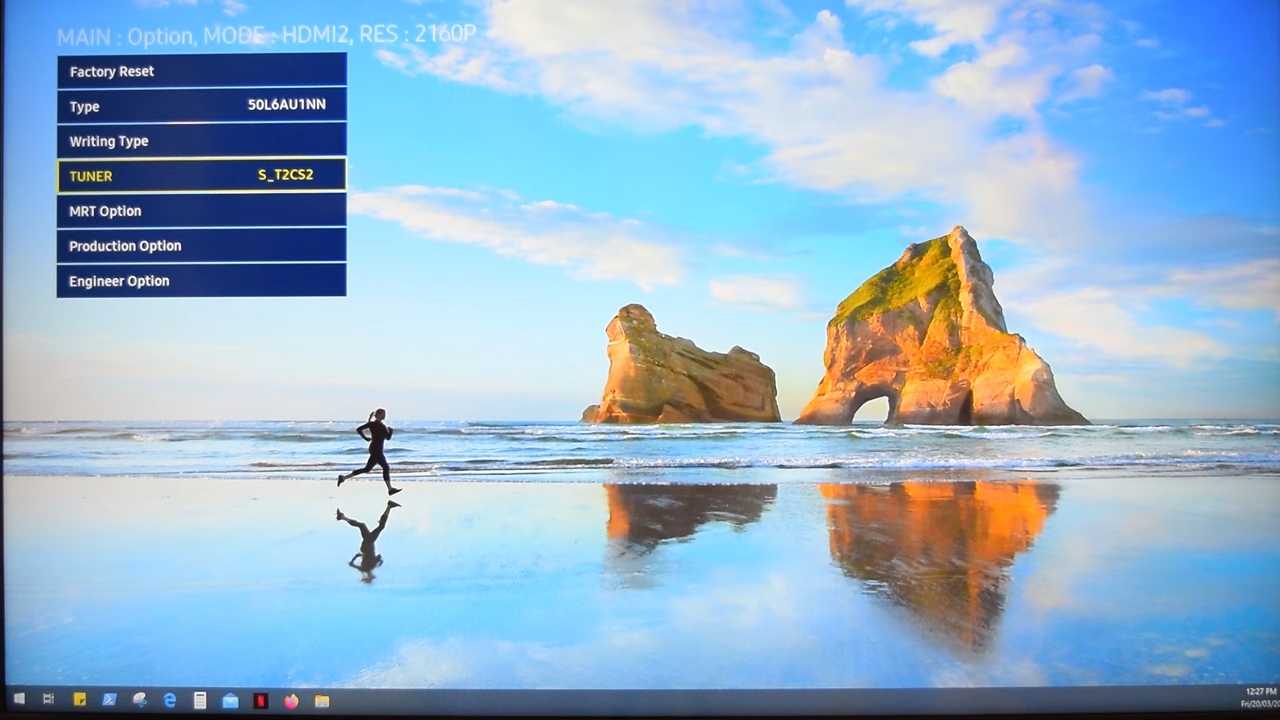 MAIN : Option, MODE : HDMI2, RES : 2160P
Factory Reset
Type 50L6AU1NN
Writing Type
TUNER S_T2CS2
MRT Option
Production Option
Engineer Option
12:27 PM